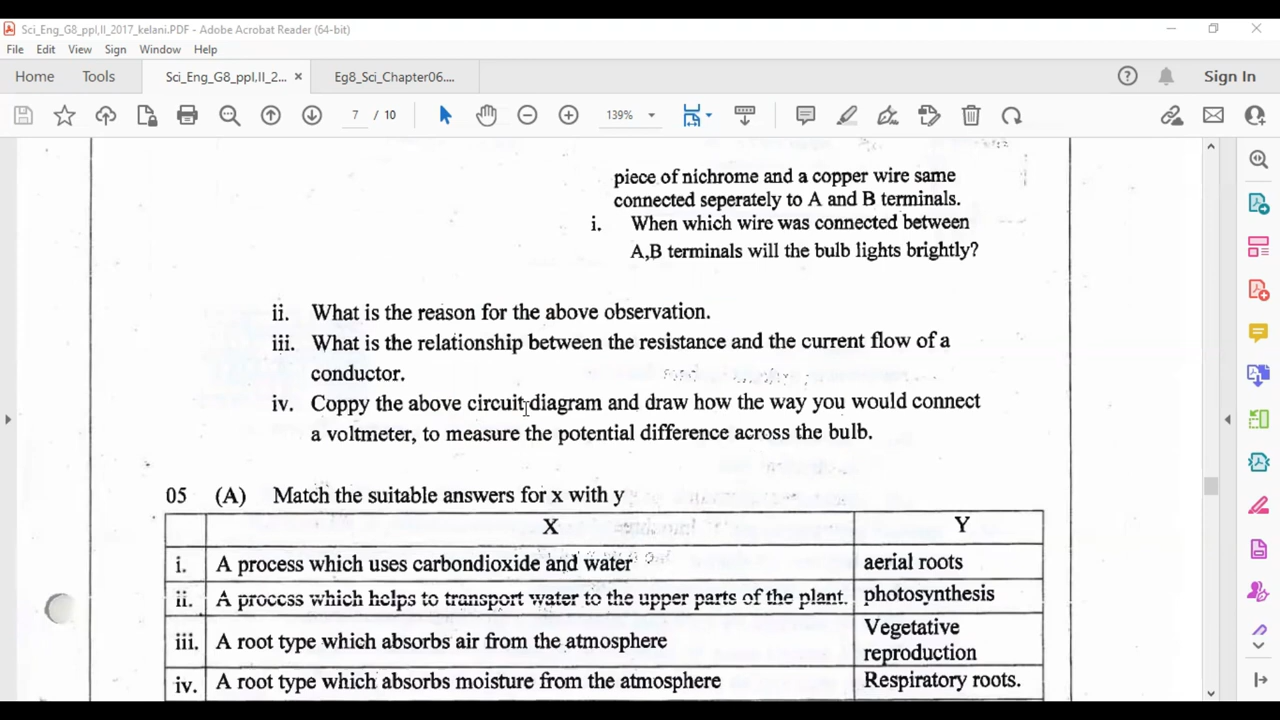 Sci_Eng_G8_ppl,II_2017_kelani.PDF - Adobe Acrobat Reader (64-bit)
File Edit View Sign Window Help
Home Tools Sci_Eng_G8_ppl,II_2... × Eg8_Sci_Chapter06.... Sign In
7 / 10 139%
piece of nichrome and a copper wire same
connected seperately to A and B terminals.
i. When which wire was connected between
A,B terminals will the bulb lights brightly?
ii. What is the reason for the above observation.
iii. What is the relationship between the resistance and the current flow of a
conductor.
iv. Coppy the above circuit diagram and draw how the way you would connect
a voltmeter, to measure the potential difference across the bulb.
05 (A) Match the suitable answers for x with y
X Y
i. A process which uses carbondioxide and water aerial roots
ii. A process which helps to transport water to the upper parts of the plant. photosynthesis
iii. A root type which absorbs air from the atmosphere Vegetative
reproduction
iv. A root type which absorbs moisture from the atmosphere Respiratory roots.